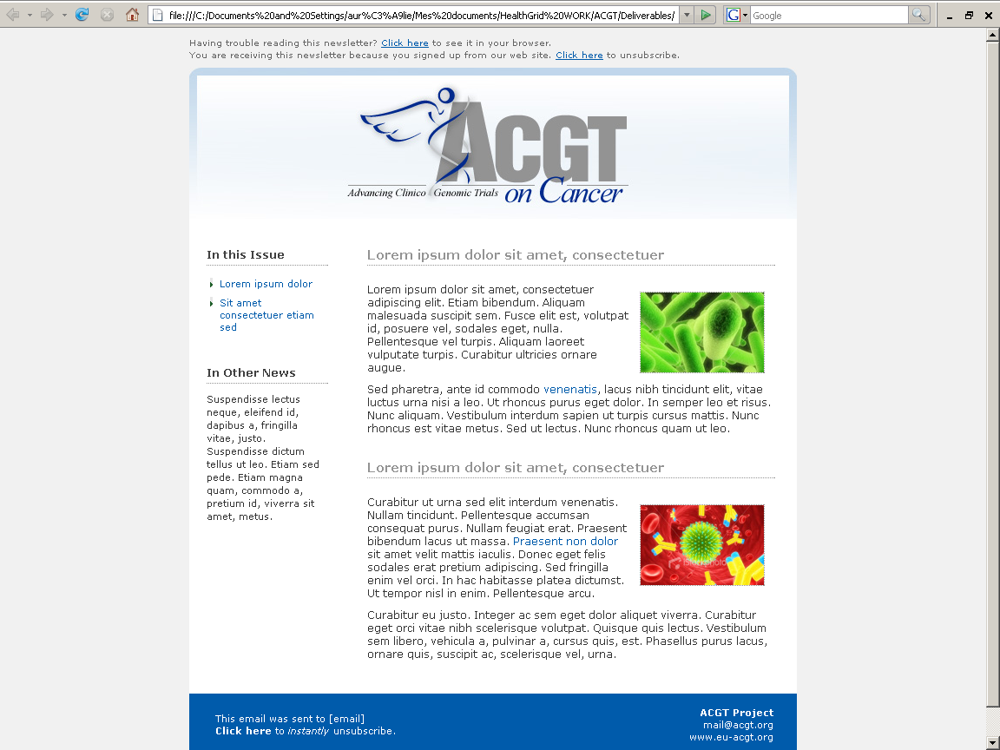 file:///C:/Documents%20and%20Settings/aur%C3%A9lie/Mes%20documents/HealthGrid%20WORK/ACGT/Deliverables/
G
Google
Having trouble reading this newsletter? Click here to see it in your browser.
You are receiving this newsletter because you signed up from our web site. Click here to unsubscribe.
ACGT
Advancing Clinico Genomic Trials on Cancer
In this Issue
Lorem ipsum dolor
Sit amet
consectetuer etiam
sed
In Other News
Suspendisse lectus
neque, eleifend id,
dapibus a, fringilla
vitae, justo.
Suspendisse dictum
tellus ut leo. Etiam sed
pede. Etiam magna
quam, commodo a,
pretium id, viverra sit
amet, metus.
Lorem ipsum dolor sit amet, consectetuer
Lorem ipsum dolor sit amet, consectetuer
adipiscing elit. Etiam bibendum. Aliquam
malesuada suscipit sem. Fusce elit est, volutpat
id, posuere vel, sodales eget, nulla.
Pellentesque vel turpis. Aliquam laoreet
vulputate turpis. Curabitur ultricies ornare
augue.
Sed pharetra, ante id commodo venenatis, lacus nibh tincidunt elit, vitae
luctus urna nisi a leo. Ut rhoncus purus eget dolor. In semper leo et risus.
Nunc aliquam. Vestibulum interdum sapien ut turpis cursus mattis. Nunc
rhoncus est vitae metus. Sed ut lectus. Nunc rhoncus quam ut leo.
Lorem ipsum dolor sit amet, consectetuer
Curabitur ut urna sed elit interdum venenatis.
Nullam tincidunt. Pellentesque accumsan
consequat purus. Nullam feugiat erat. Praesent
bibendum lacus ut massa. Praesent non dolor
sit amet velit mattis iaculis. Donec eget felis
sodales erat pretium adipiscing. Sed fringilla
enim vel orci. In hac habitasse platea dictumst.
Ut tempor nisl in enim. Pellentesque arcu.
Curabitur eu justo. Integer ac sem eget dolor aliquet viverra. Curabitur
eget orci vitae nibh scelerisque volutpat. Quisque quis lectus. Vestibulum
sem libero, vehicula a, pulvinar a, cursus quis, est. Phasellus purus lacus,
ornare quis, suscipit ac, scelerisque vel, urna.
This email was sent to [email]
Click here to instantly unsubscribe.
ACGT Project
mail@acgt.org
www.eu-acgt.org